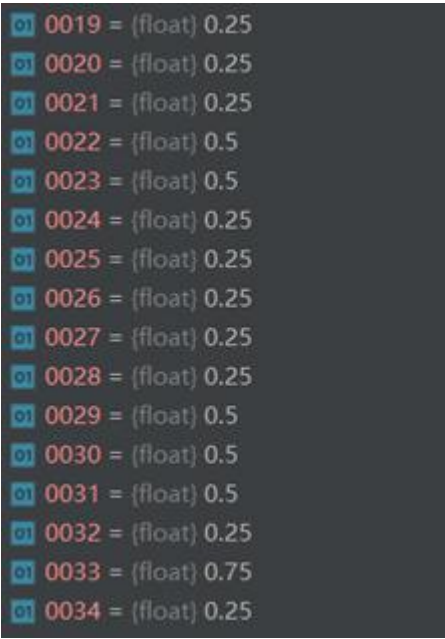 01 0019 = {float} 0.25
01 0020 = {float} 0.25
01 0021 = {float} 0.25
01 0022 = {float} 0.5
01 0023 = {float} 0.5
01 0024 = {float} 0.25
01 0025 = {float} 0.25
01 0026 = {float} 0.25
01 0027 = {float} 0.25
01 0028 = {float} 0.25
01 0029 = {float} 0.5
01 0030 = {float} 0.5
01 0031 = {float} 0.5
01 0032 = {float} 0.25
01 0033 = {float} 0.75
01 0034 = {float} 0.25